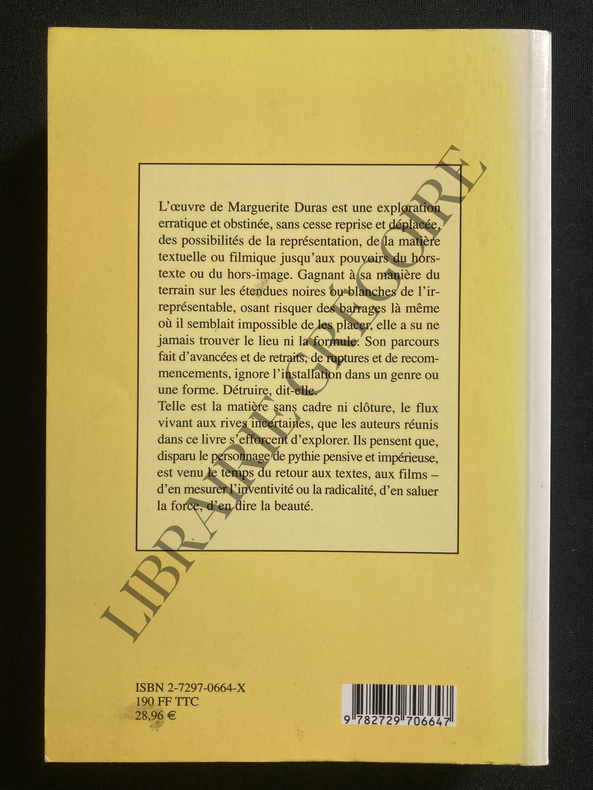 L'œuvre de Marguerite Duras est une exploration
erratique et obstinée, sans cesse reprise et déplacée,
des possibilités de la représentation, de la matière
textuelle ou filmique jusqu'aux pouvoirs du hors-
texte ou du hors-image. Gagnant à sa manière du
terrain sur les étendues noires ou blanches de l'ir-
représentable, osant risquer des barrages là même
où il semblait impossible de les placer, elle a su ne
jamais trouver le lieu ni la formule. Son parcours
fait d'avancées et de retraits, de ruptures et de recom-
mencements, ignore l'installation dans un genre ou
une forme. Détruire, dit-elle.
Telle est la matière sans cadre ni clôture, le flux
vivant aux rives incertaines, que les auteurs réunis
dans ce livre s'efforcent d'explorer. Ils pensent que,
disparu le personnage de pythie pensive et impérieuse,
est venu le temps du retour aux textes, aux films –
d'en mesurer l'inventivité ou la radicalité, d'en saluer
la force, d'en dire la beauté.
LIBRAIRIE GRÉGOIRE
ISBN 2-7297-0664-X
190 FF TTC
28,96 €
9 782729 706647